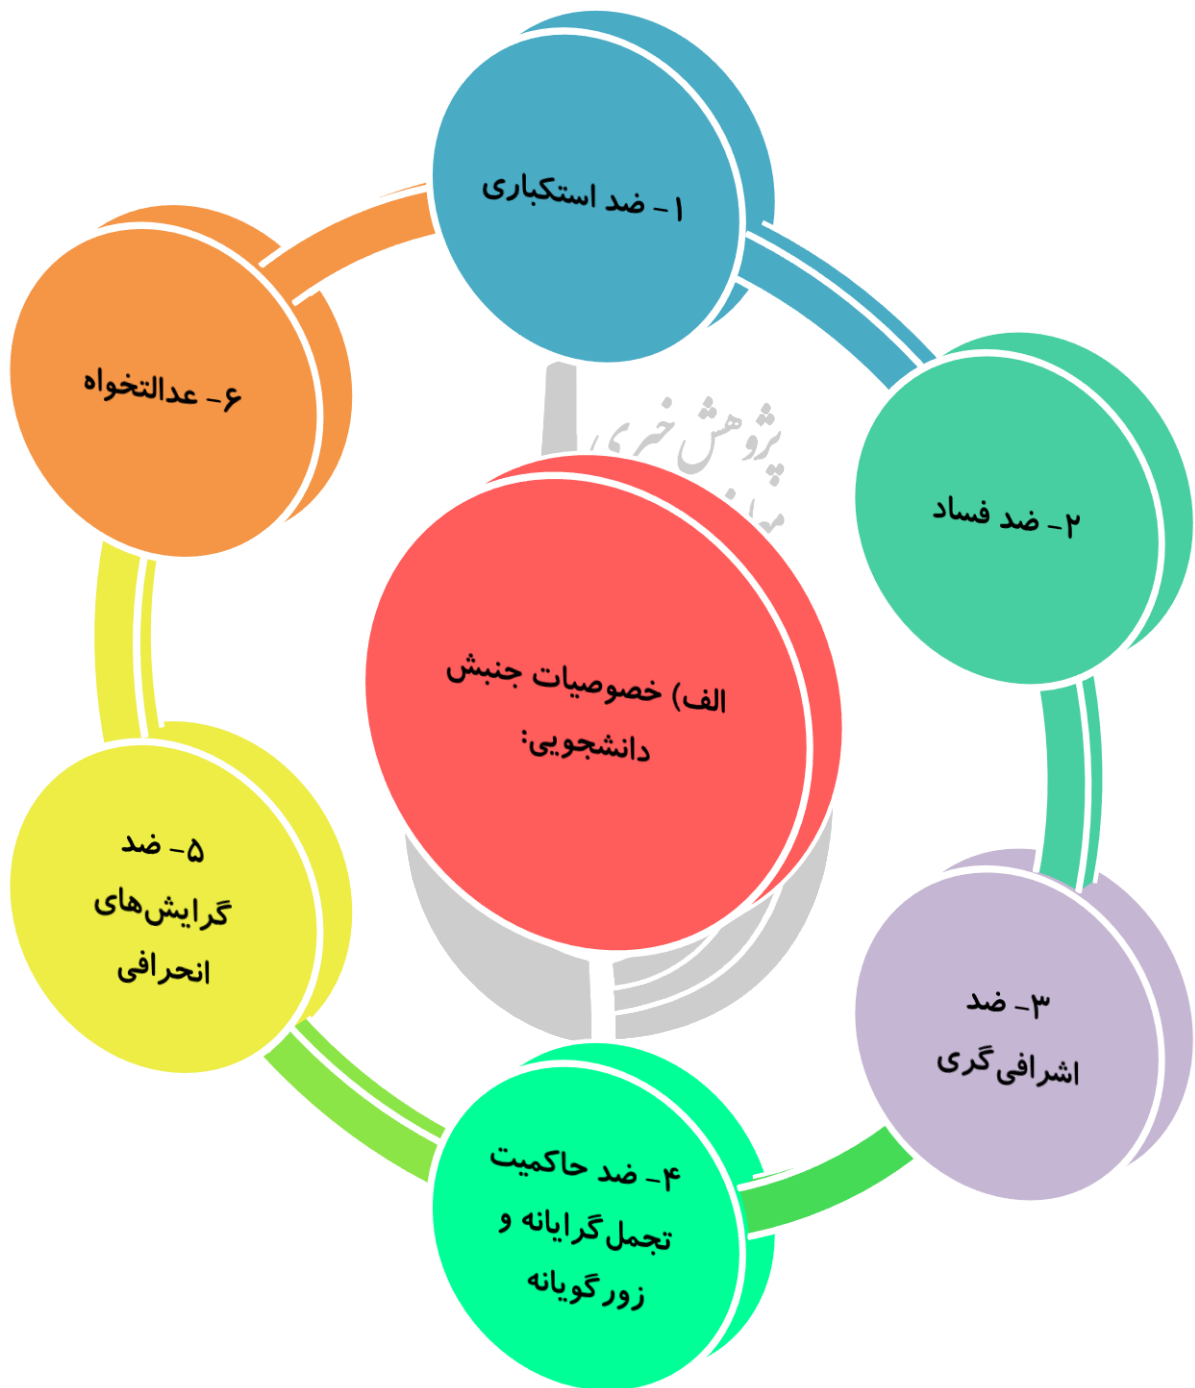 ۱- ضد استکباری
۲- ضد فساد
۳- ضد
اشرافی‌گری
۴- ضد حاکمیت
تجمل‌گرایانه و
زورگویانه
۵- ضد
گرایش‌های
انحرافی
۶- عدالتخواه
الف) خصوصیات جنبش
دانشجویی:
پژوهش خبری